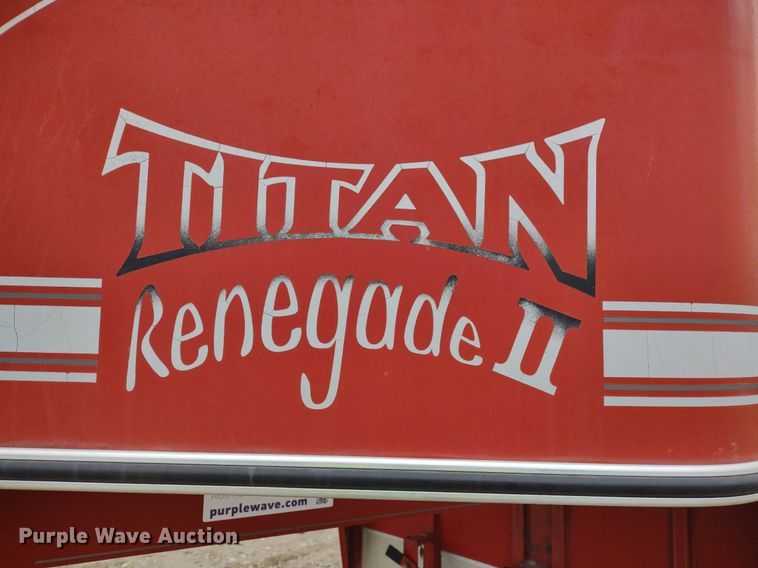 TITAN
Renegade II
purplewave.com
Purple Wave Auction®